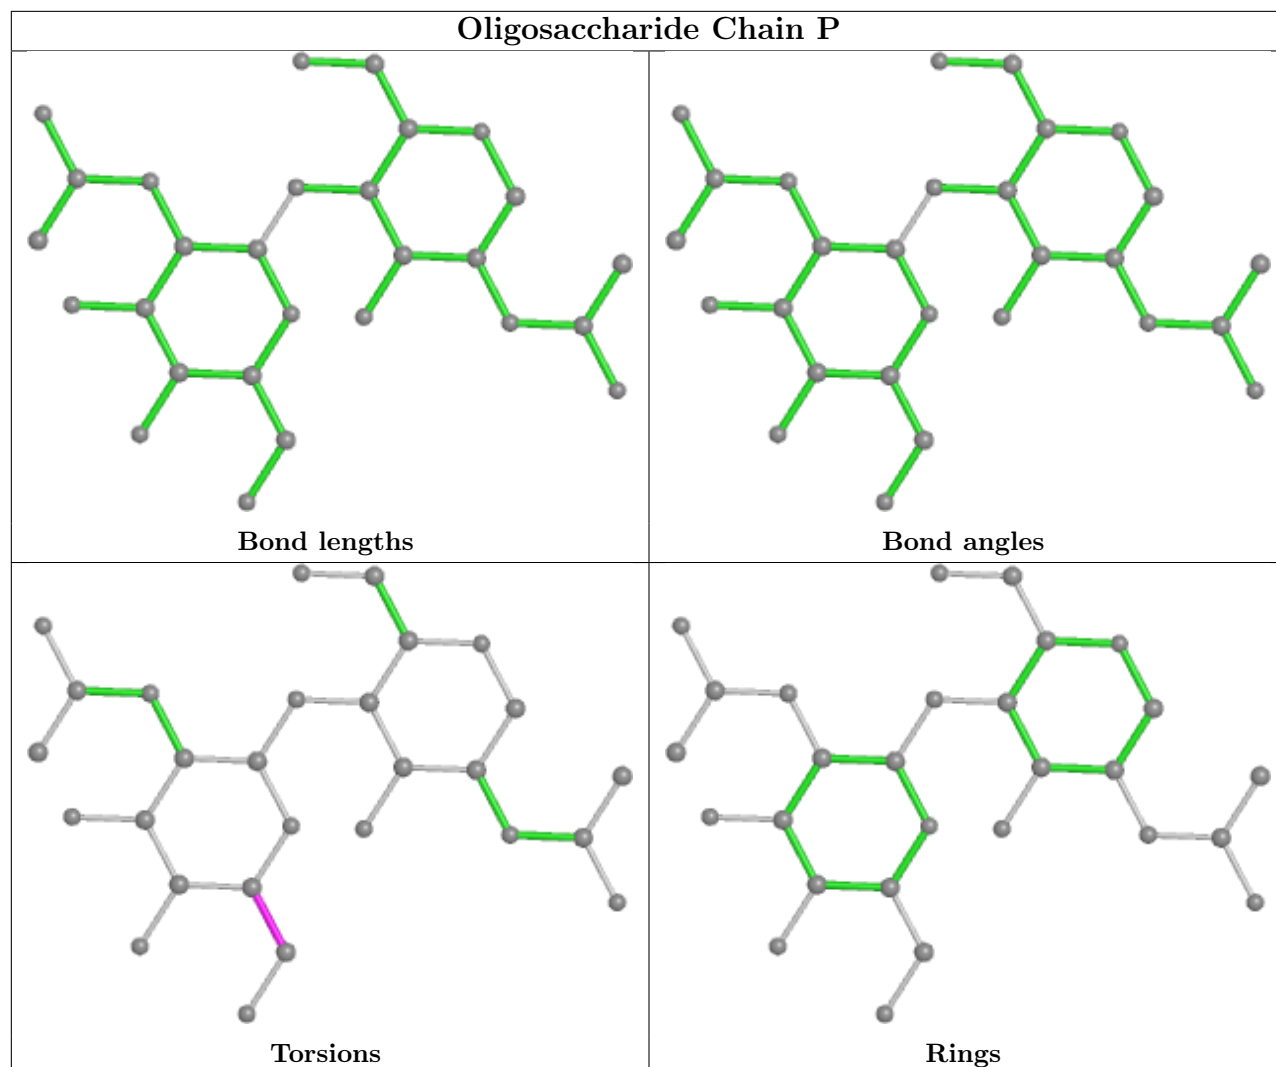 Oligosaccharide Chain P
Bond lengths
Bond angles
Torsions
Rings